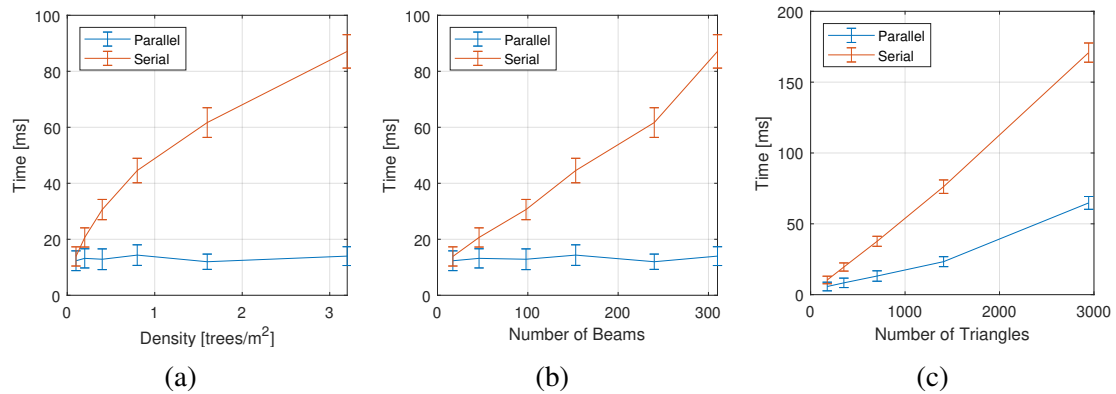 100
80
60
40
20
0
Time [ms]
Parallel
Serial
0
1
2
3
Density [trees/m²]
(a)
100
80
60
40
20
0
Time [ms]
Parallel
Serial
0
100
200
300
Number of Beams
(b)
200
150
100
50
0
Time [ms]
Parallel
Serial
0
1000
2000
3000
Number of Triangles
(c)